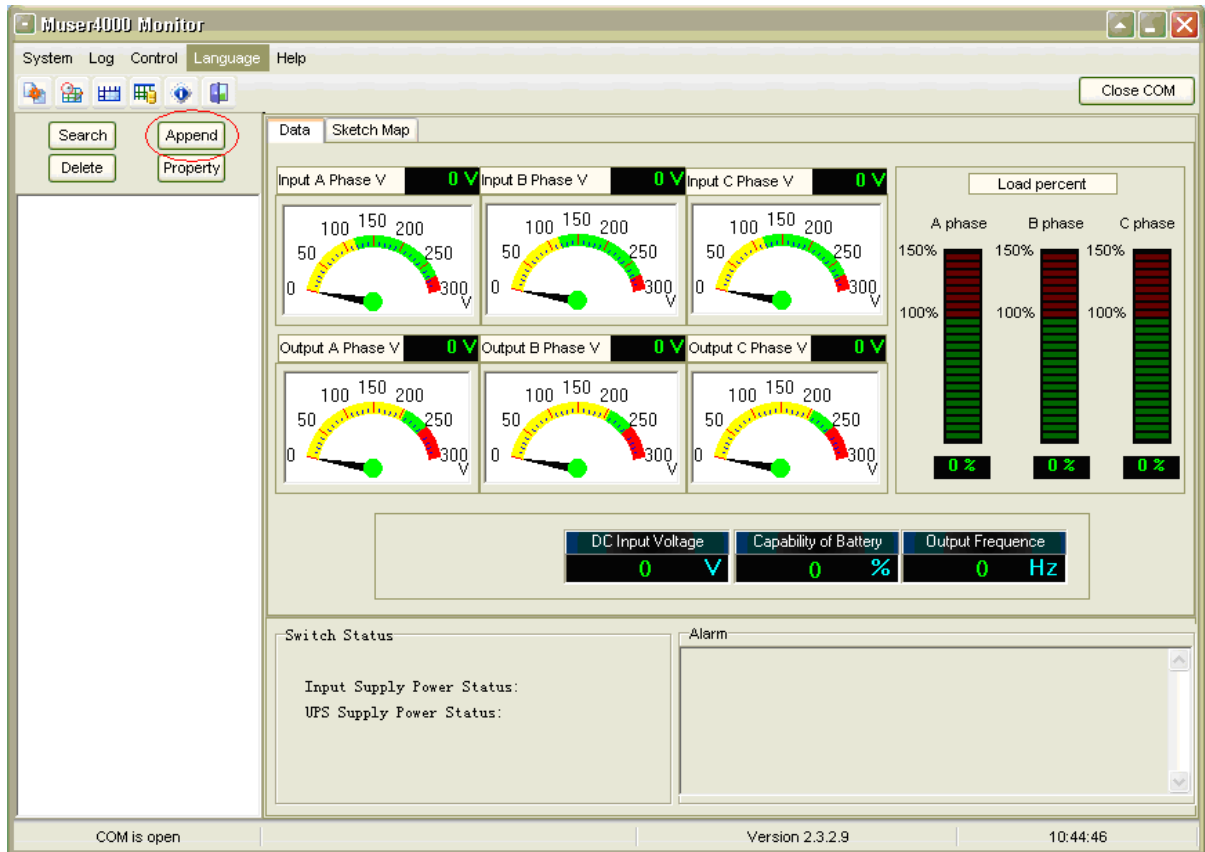 Muser4000 Monitor
System Log Control Language Help
Close COM
Search Append
Delete Property
Data Sketch Map
Input A Phase V 0 V Input B Phase V 0 V Input C Phase V 0 V
0 50 100 150 200 250 300 V
0 50 100 150 200 250 300 V
0 50 100 150 200 250 300 V
Output A Phase V 0 V Output B Phase V 0 V Output C Phase V 0 V
0 50 100 150 200 250 300 V
0 50 100 150 200 250 300 V
0 50 100 150 200 250 300 V
Load percent
A phase B phase C phase
150% 150% 150%
100% 100% 100%
0 % 0 % 0 %
DC Input Voltage Capability of Battery Output Frequence
0 V 0 % 0 Hz
Switch Status
Input Supply Power Status:
UPS Supply Power Status:
Alarm
COM is open Version 2.3.2.9 10:44:46